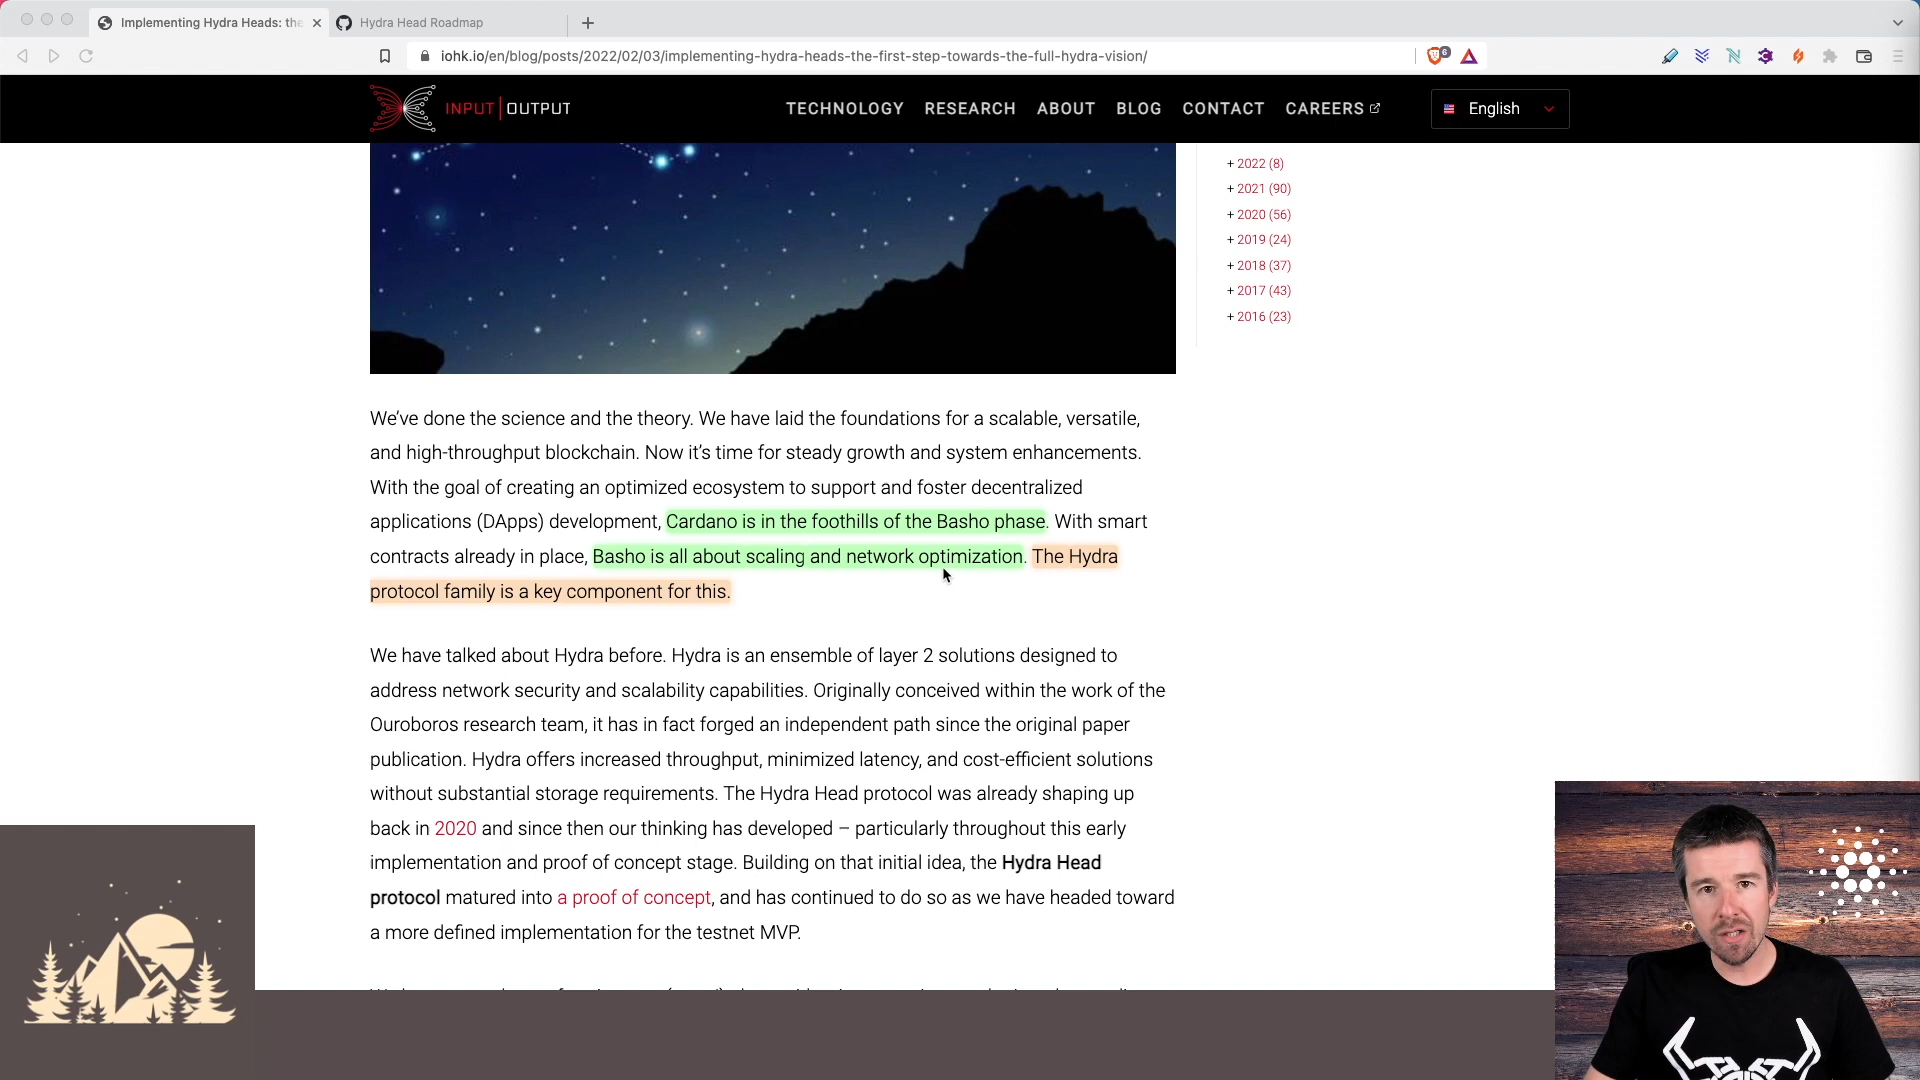 Implementing Hydra Heads: the
Hydra Head Roadmap
iohk.io/en/blog/posts/2022/02/03/implementing-hydra-heads-the-first-step-towards-the-full-hydra-vision/
6
INPUT | OUTPUT
TECHNOLOGY RESEARCH ABOUT BLOG CONTACT CAREERS
English
+ 2022 (8)
+ 2021 (90)
+ 2020 (56)
+ 2019 (24)
+ 2018 (37)
+ 2017 (43)
+ 2016 (23)
We’ve done the science and the theory. We have laid the foundations for a scalable, versatile,
and high-throughput blockchain. Now it’s time for steady growth and system enhancements.
With the goal of creating an optimized ecosystem to support and foster decentralized
applications (DApps) development, Cardano is in the foothills of the Basho phase. With smart
contracts already in place, Basho is all about scaling and network optimization. The Hydra
protocol family is a key component for this.
We have talked about Hydra before. Hydra is an ensemble of layer 2 solutions designed to
address network security and scalability capabilities. Originally conceived within the work of the
Ouroboros research team, it has in fact forged an independent path since the original paper
publication. Hydra offers increased throughput, minimized latency, and cost-efficient solutions
without substantial storage requirements. The Hydra Head protocol was already shaping up
back in 2020 and since then our thinking has developed – particularly throughout this early
implementation and proof of concept stage. Building on that initial idea, the Hydra Head
protocol matured into a proof of concept, and has continued to do so as we have headed toward
a more defined implementation for the testnet MVP.